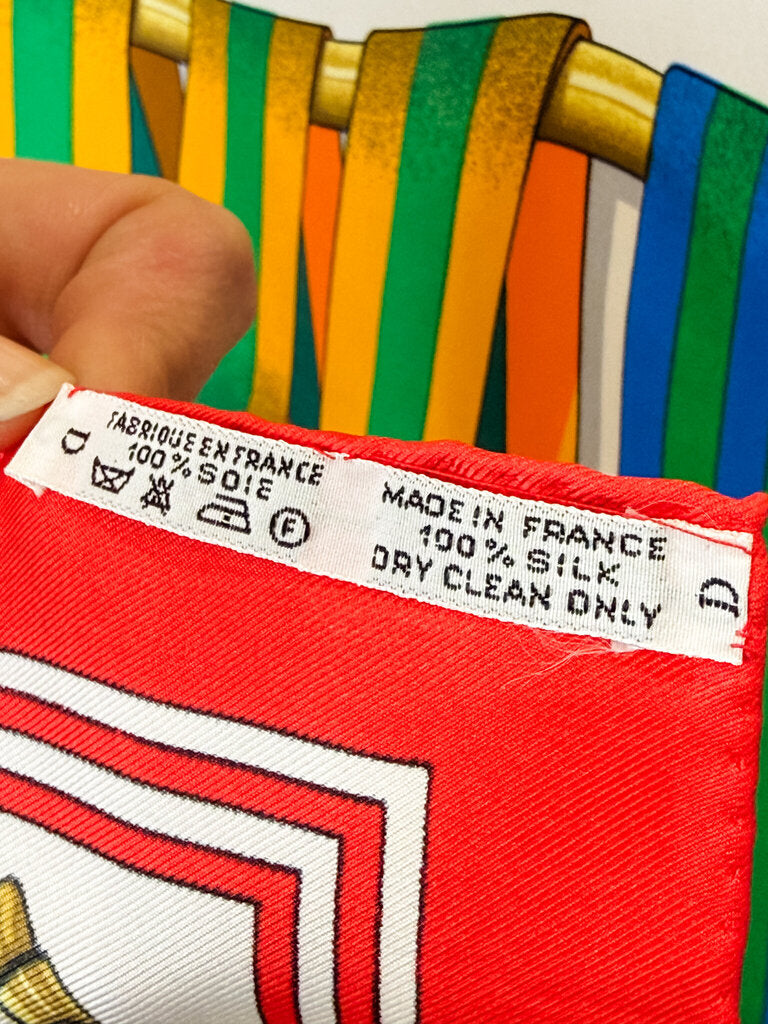 D
FABRIQUE EN FRANCE
100% SOIE
F
MADE IN FRANCE
100% SILK
DRY CLEAN ONLY
D